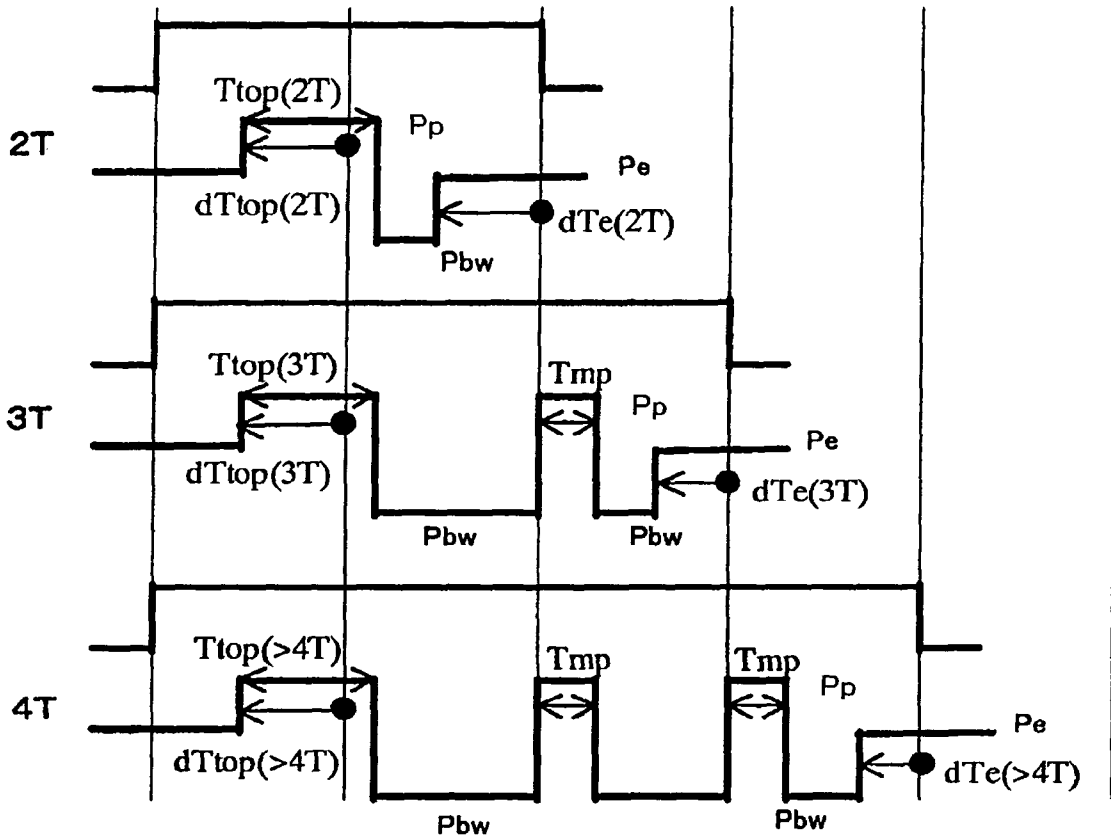 Ttop(2T)
2T
Pp
Pe
dTtop(2T)
dTe(2T)
Pbw
Ttop(3T)
Tmp
3T
Pp
Pe
dTtop(3T)
dTe(3T)
Pbw
Pbw
Ttop(>4T)
Tmp
Tmp
4T
Pp
Pe
dTtop(>4T)
dTe(>4T)
Pbw
Pbw